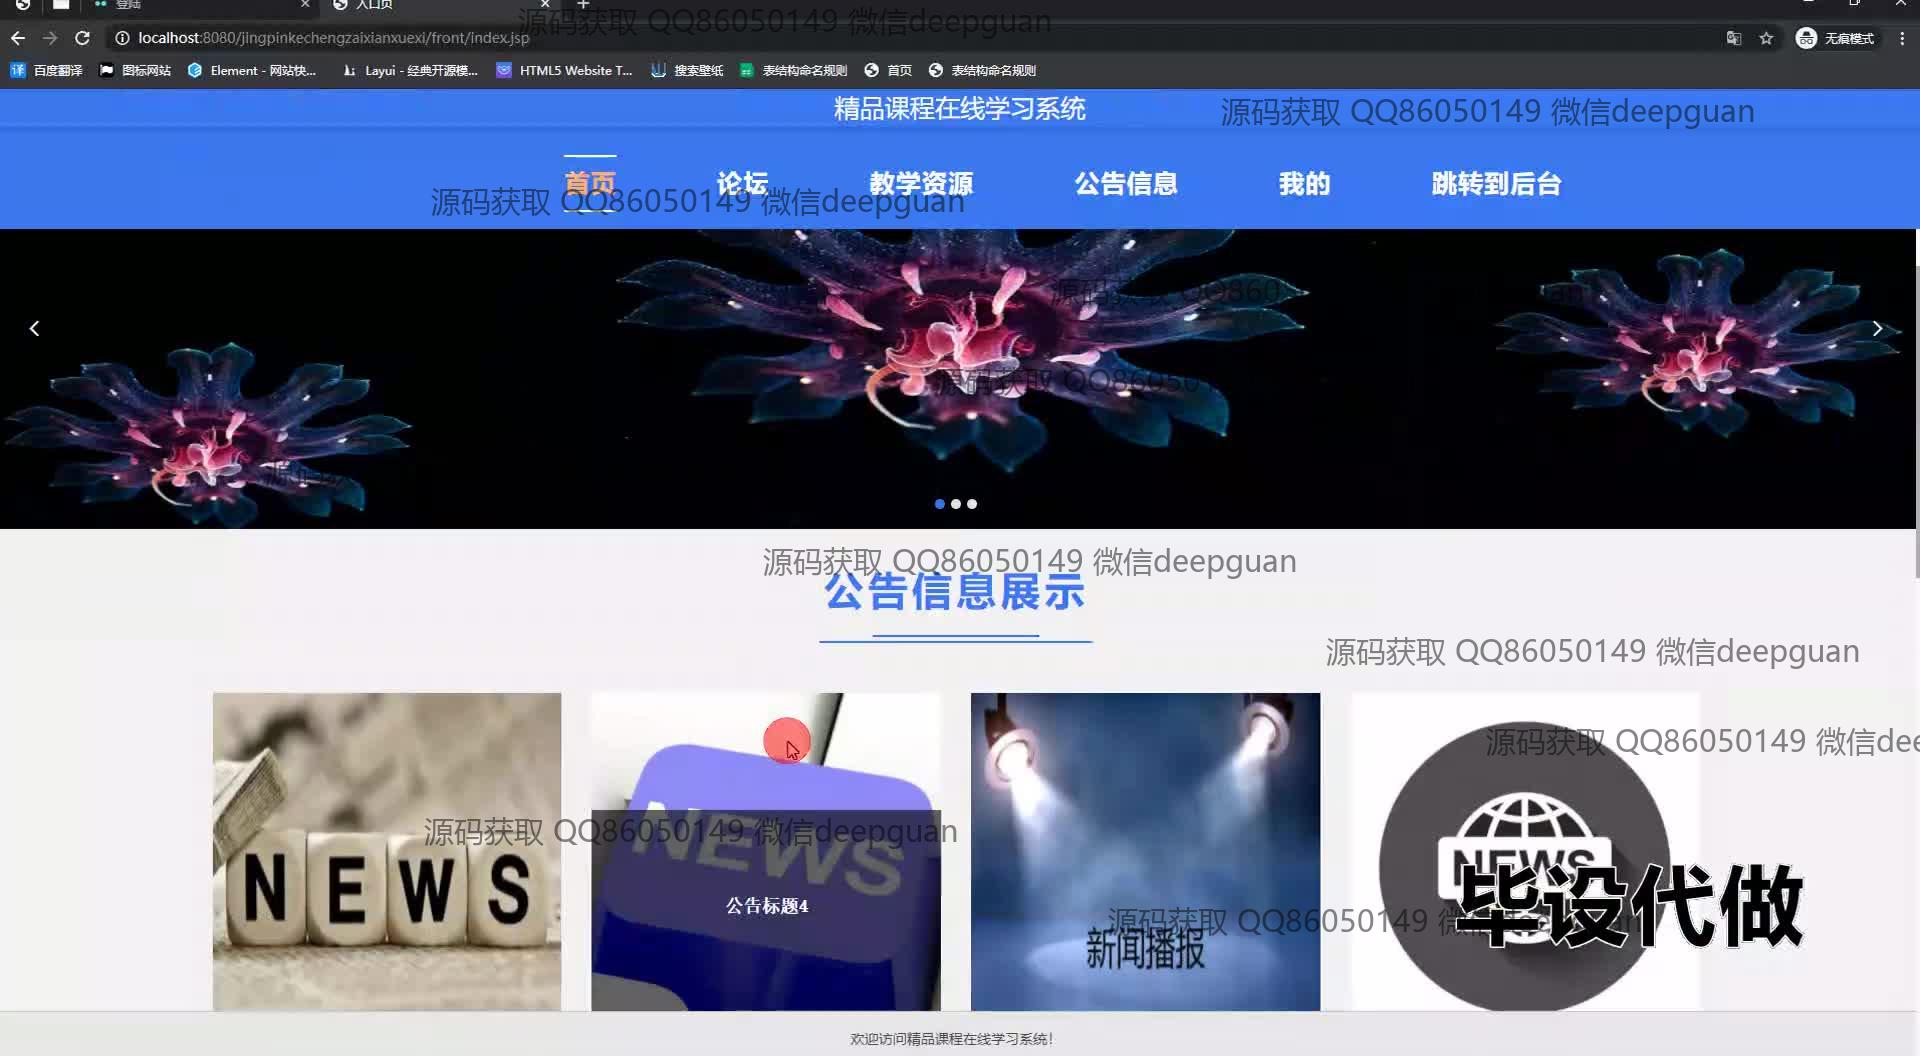 登陆
入口页
源码获取 QQ86050149 微信deepguan
localhost:8080/jingpinkechengzaixianxuexi/front/index.jsp
无痕模式
百度翻译
图标网站
Element - 网站快...
Layui - 经典开源模...
HTML5 Website T...
搜索壁纸
表结构命名规则
首页
表结构命名规则
精品课程在线学习系统
源码获取 QQ86050149 微信deepguan
首页 论坛 教学资源 公告信息 我的 跳转到后台
源码获取 QQ86050149 微信deepguan
源码获取 QQ860
源码获取 QQ86050
源码获取 QQ86050149 微信deepguan
公告信息展示
源码获取 QQ86050149 微信deepguan
源码获取 QQ86050149 微信dee
NEWS
NEWS
NEWS
源码获取 QQ86050149 微信deepguan
公告标题4
毕设代做
源码获取 QQ86050149 微
新闻播报
欢迎访问精品课程在线学习系统!